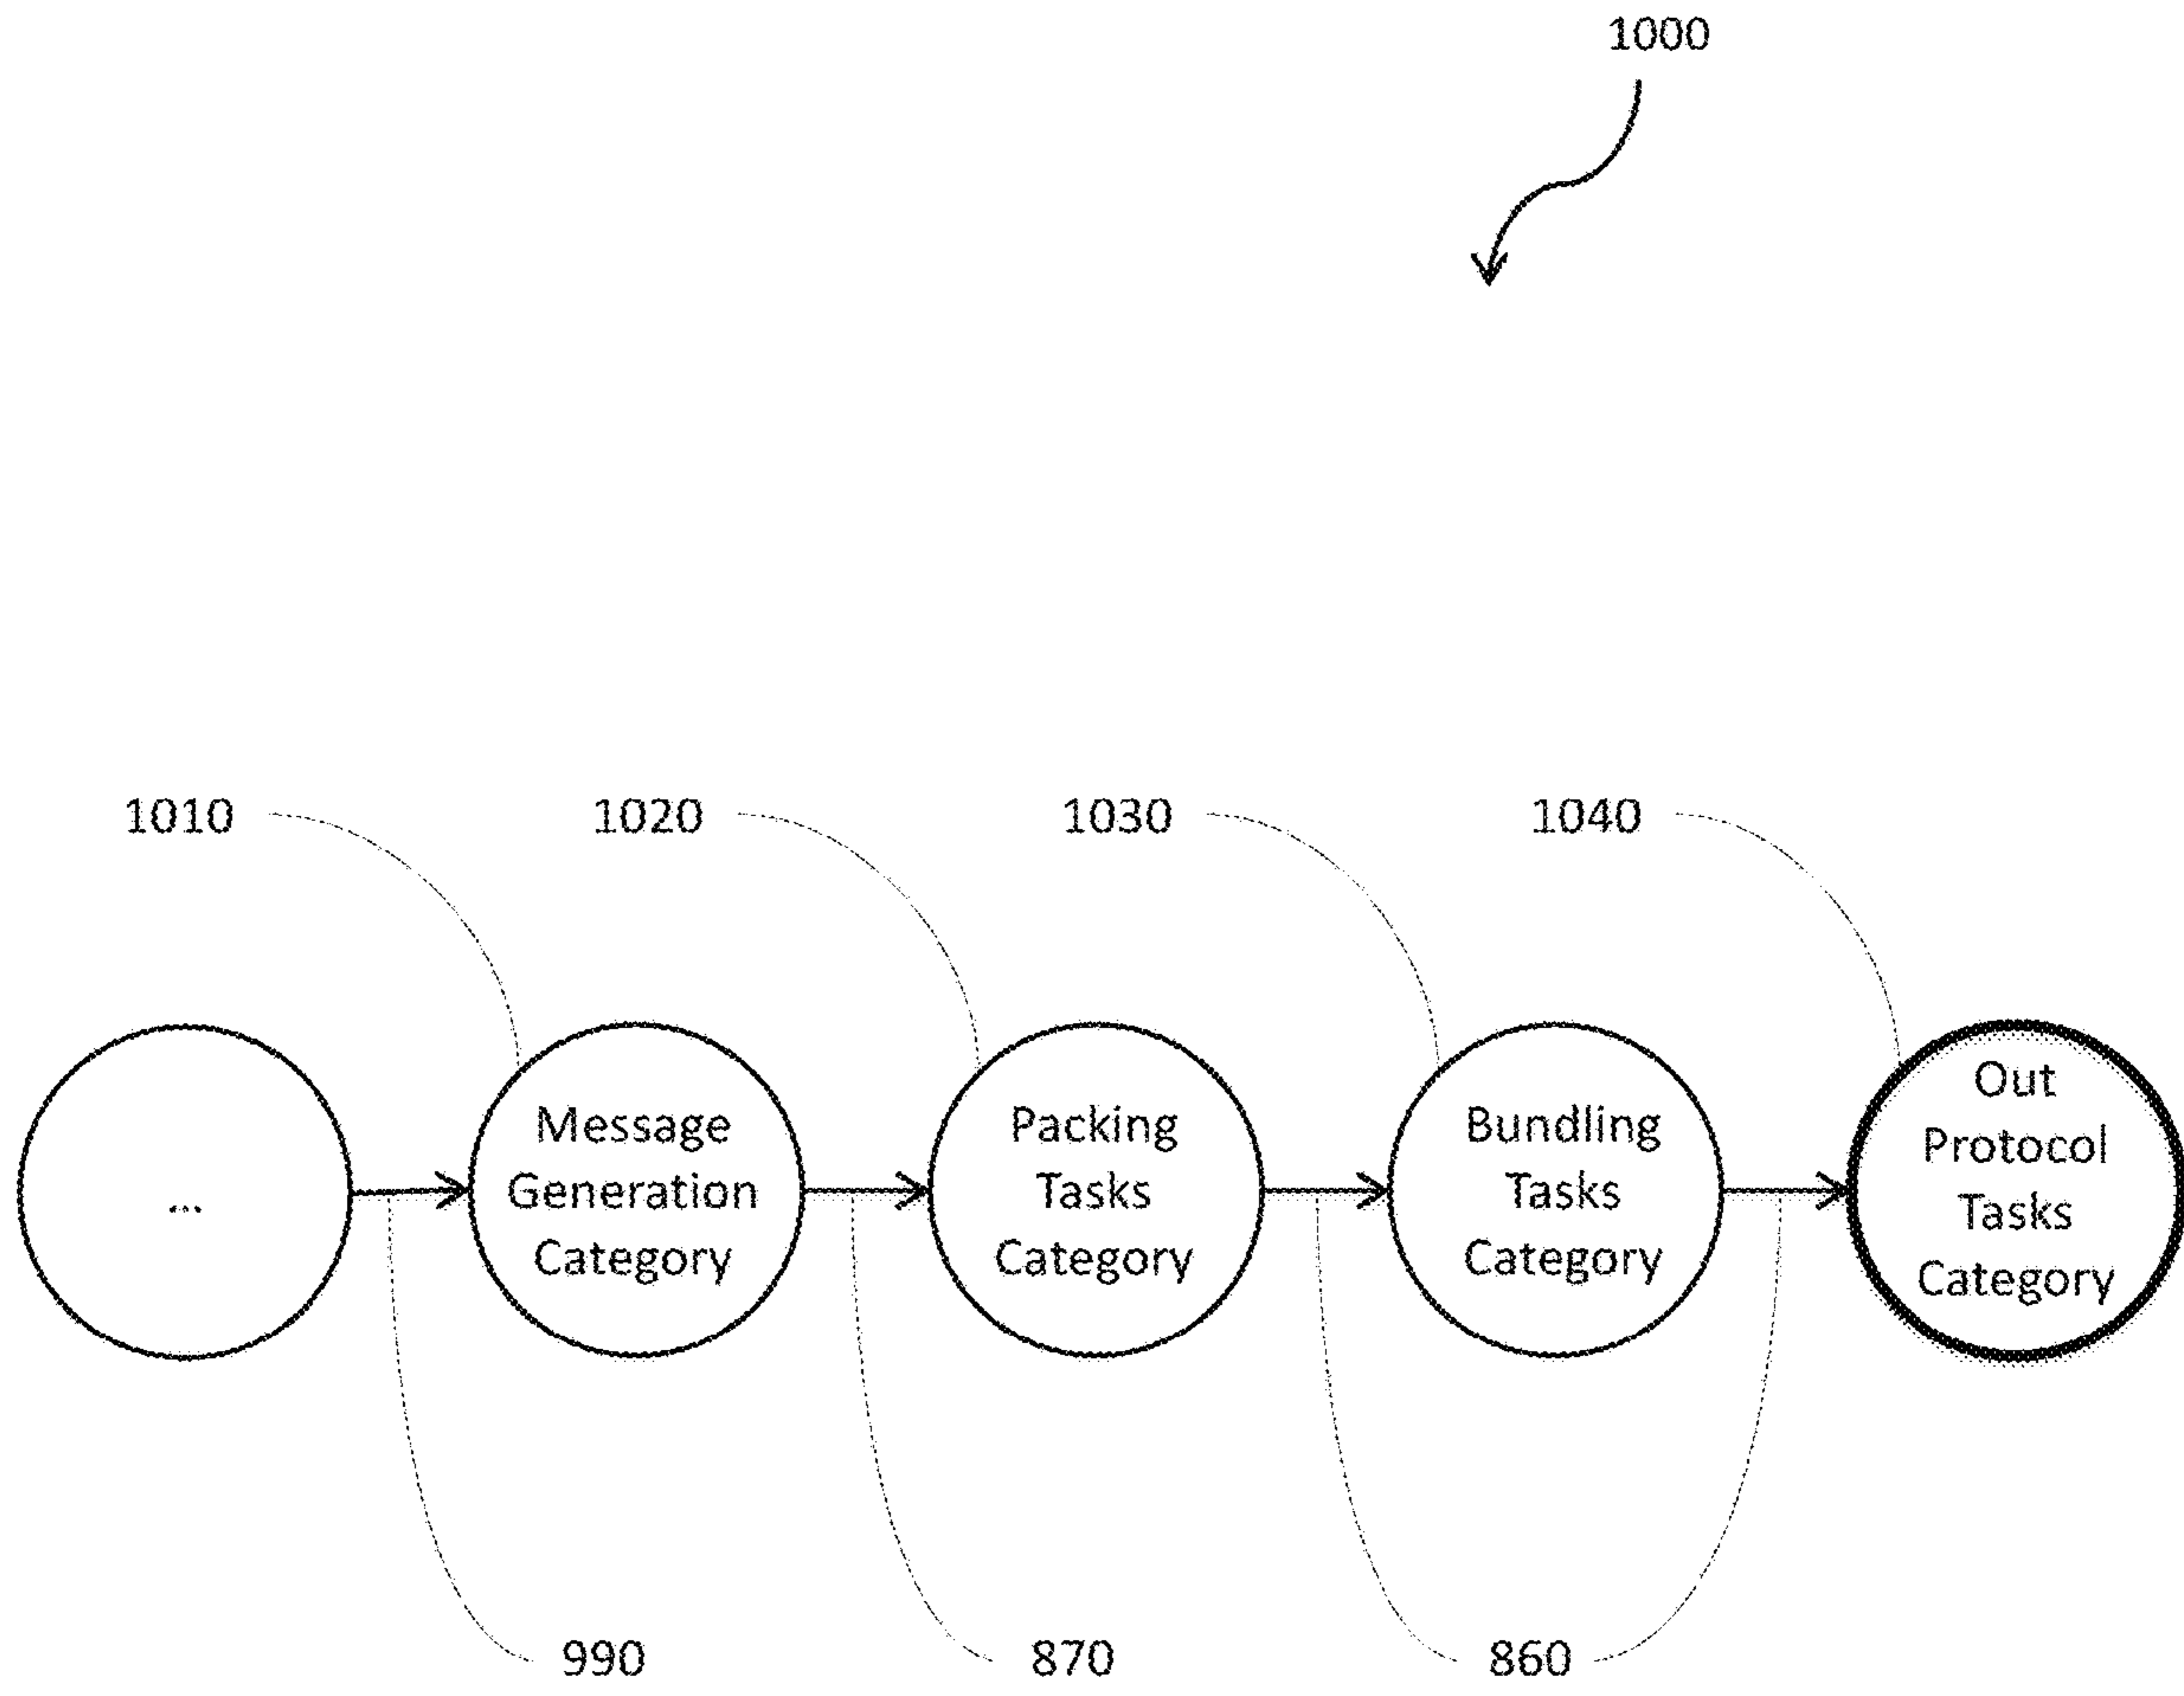 1000
1010
1020
1030
1040
...
Message
Generation
Category
Packing
Tasks
Category
Bundling
Tasks
Category
Out
Protocol
Tasks
Category
990
870
860